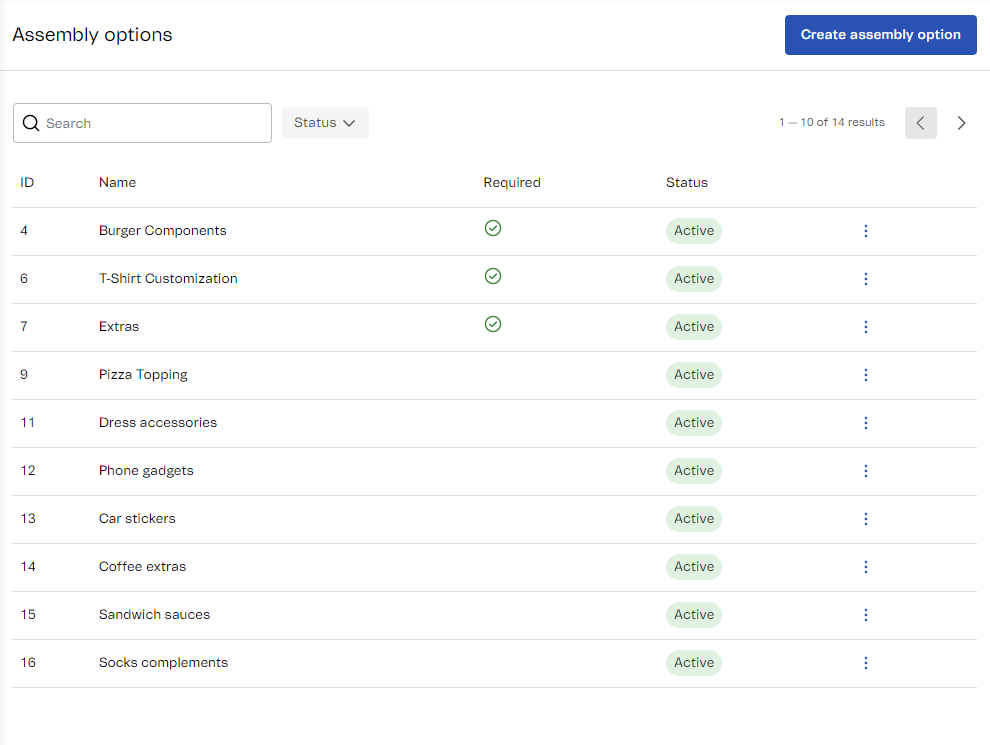 Assembly options
Create assembly option
Search
Status
1 — 10 of 14 results
ID Name Required Status
4 Burger Components Active
6 T-Shirt Customization Active
7 Extras Active
9 Pizza Topping Active
11 Dress accessories Active
12 Phone gadgets Active
13 Car stickers Active
14 Coffee extras Active
15 Sandwich sauces Active
16 Socks complements Active